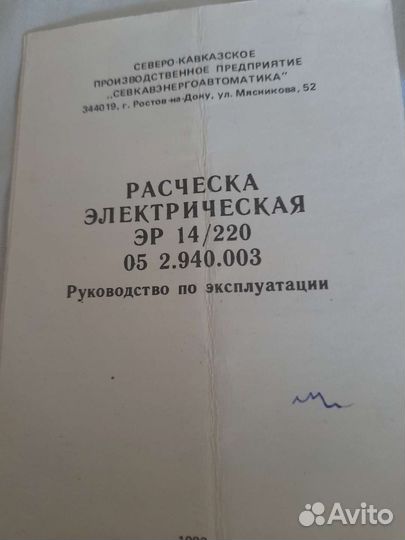 СЕВЕРО-КАВКАЗСКОЕ
ПРОИЗВОДСТВЕННОЕ ПРЕДПРИЯТИЕ
„СЕВКАВЭНЕРГОАВТОМАТИКА"
344019, г. Ростов-на-Дону, ул. Мясникова, 52
РАСЧЕСКА
ЭЛЕКТРИЧЕСКАЯ
ЭР 14/220
05 2.940.003
Руководство по эксплуатации
Avito